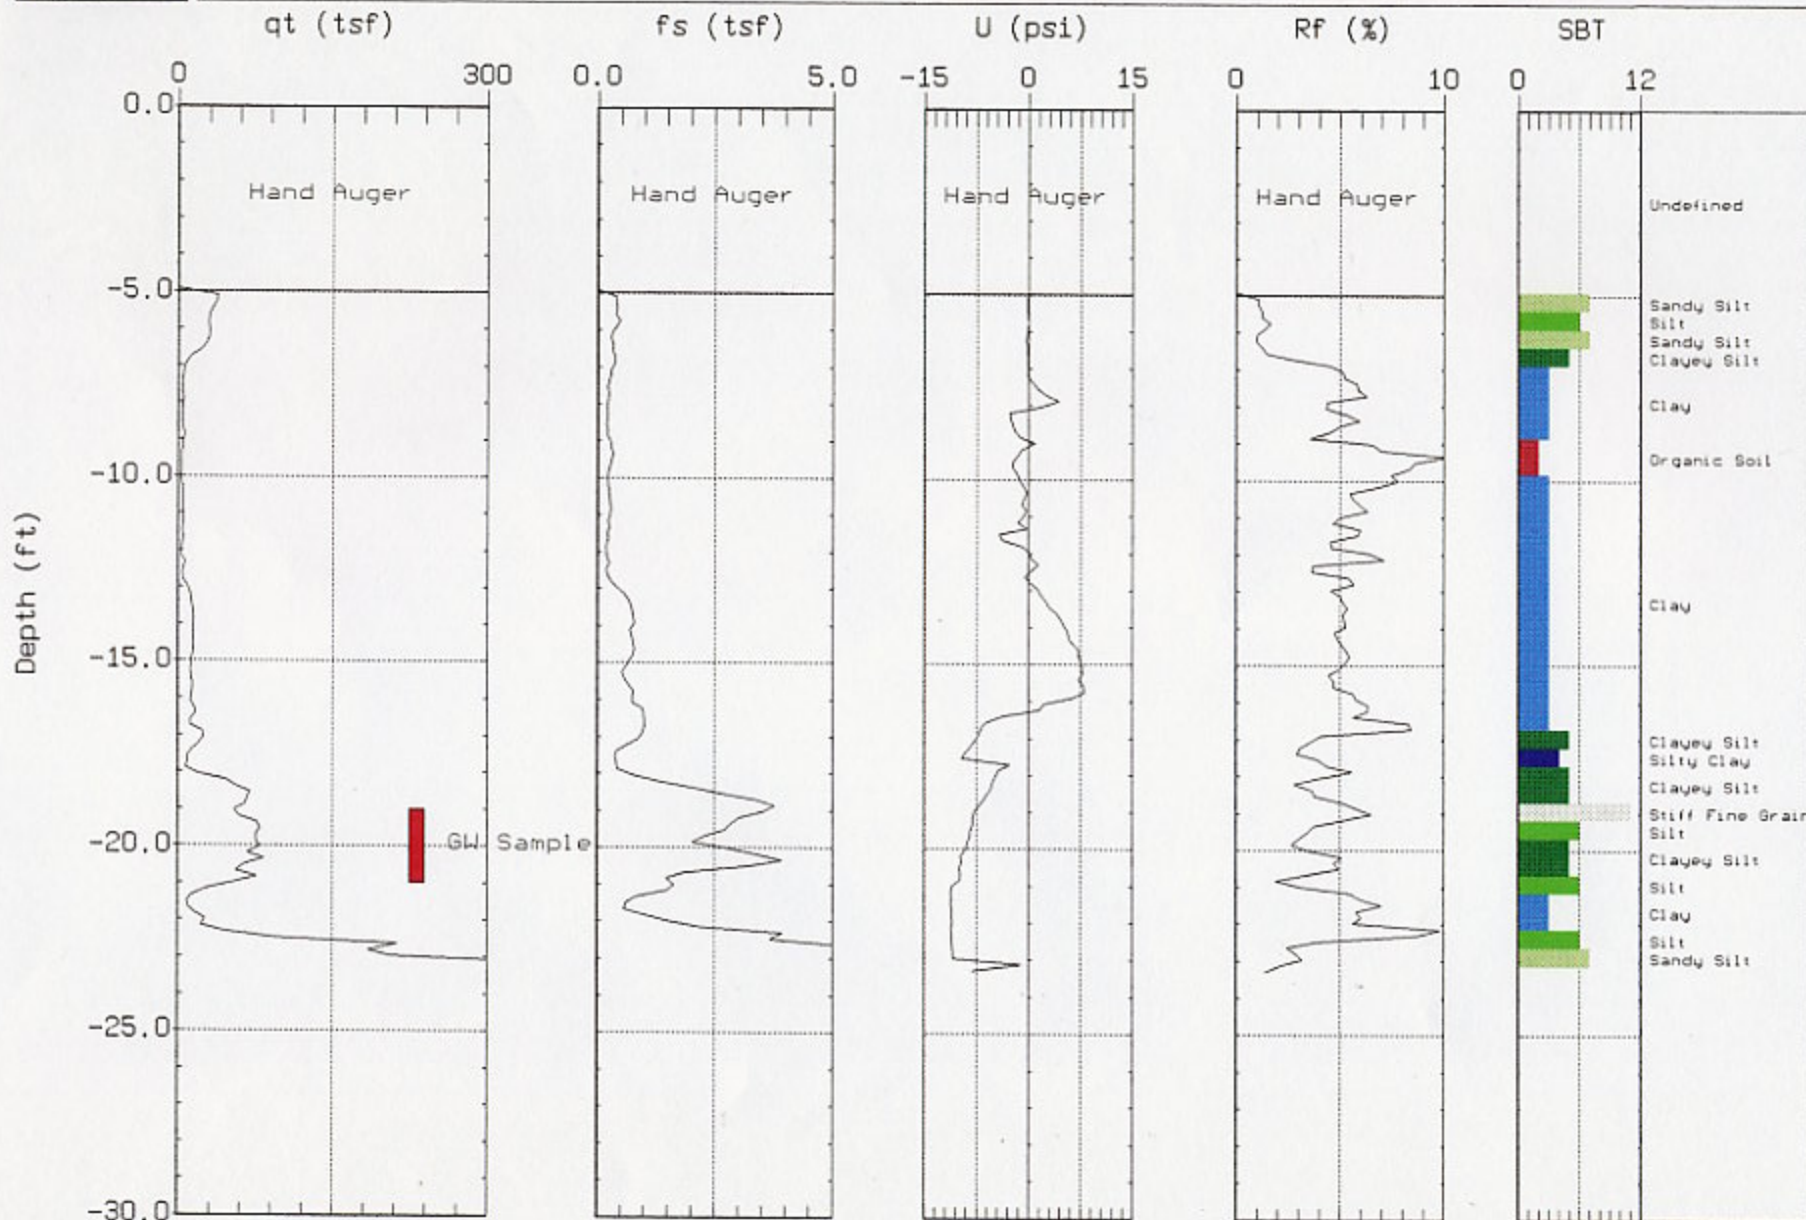 qt (tsf) fs (tsf) U (psi) Rf (%) SBT
0 300 0.0 5.0 -15 0 15 0 10 0 12
0.0
Hand Auger Hand Auger Hand Auger Hand Auger
Undefined
-5.0
Sandy Silt
Silt
Sandy Silt
Clayey Silt
Clay
Organic Soil
-10.0
Depth (ft)
Clay
-15.0
Clayey Silt
Silty Clay
Clayey Silt
Stiff Fine Grain
Silt
-20.0 GW Sample
Clayey Silt
Silt
Clay
Silt
Sandy Silt
-25.0
-30.0